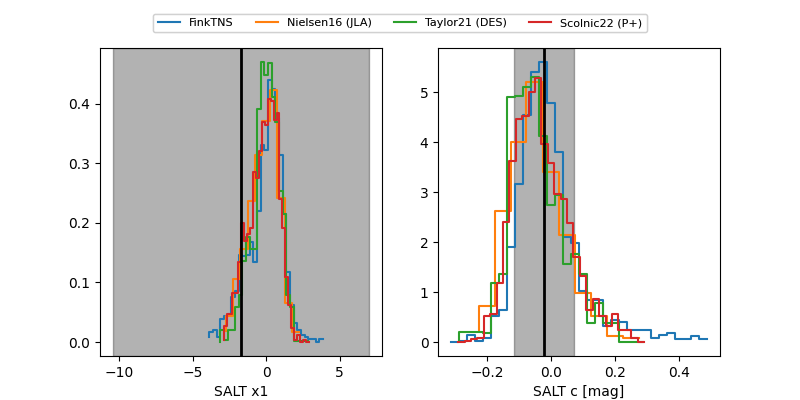 FinkTNS Nielsen16 (JLA) Taylor21 (DES) Scolnic22 (P+)
0.4
0.3
0.2
0.1
0.0
−10 −5 0 5
SALT x1
5
4
3
2
1
0
−0.2 0.0 0.2 0.4
SALT c [mag]